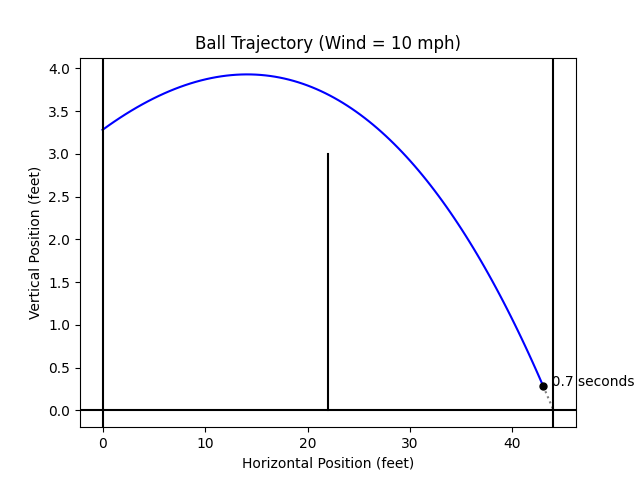 Ball Trajectory (Wind = 10 mph)
Vertical Position (feet)
4.0
3.5
3.0
2.5
2.0
1.5
1.0
0.5
0.0
0.7 seconds
0 10 20 30 40
Horizontal Position (feet)